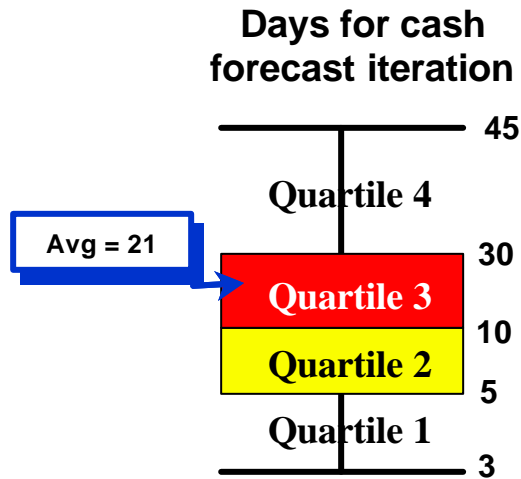 Days for cash
forecast iteration
45
Quartile 4
Avg = 21
30
Quartile 3
10
Quartile 2
5
Quartile 1
3